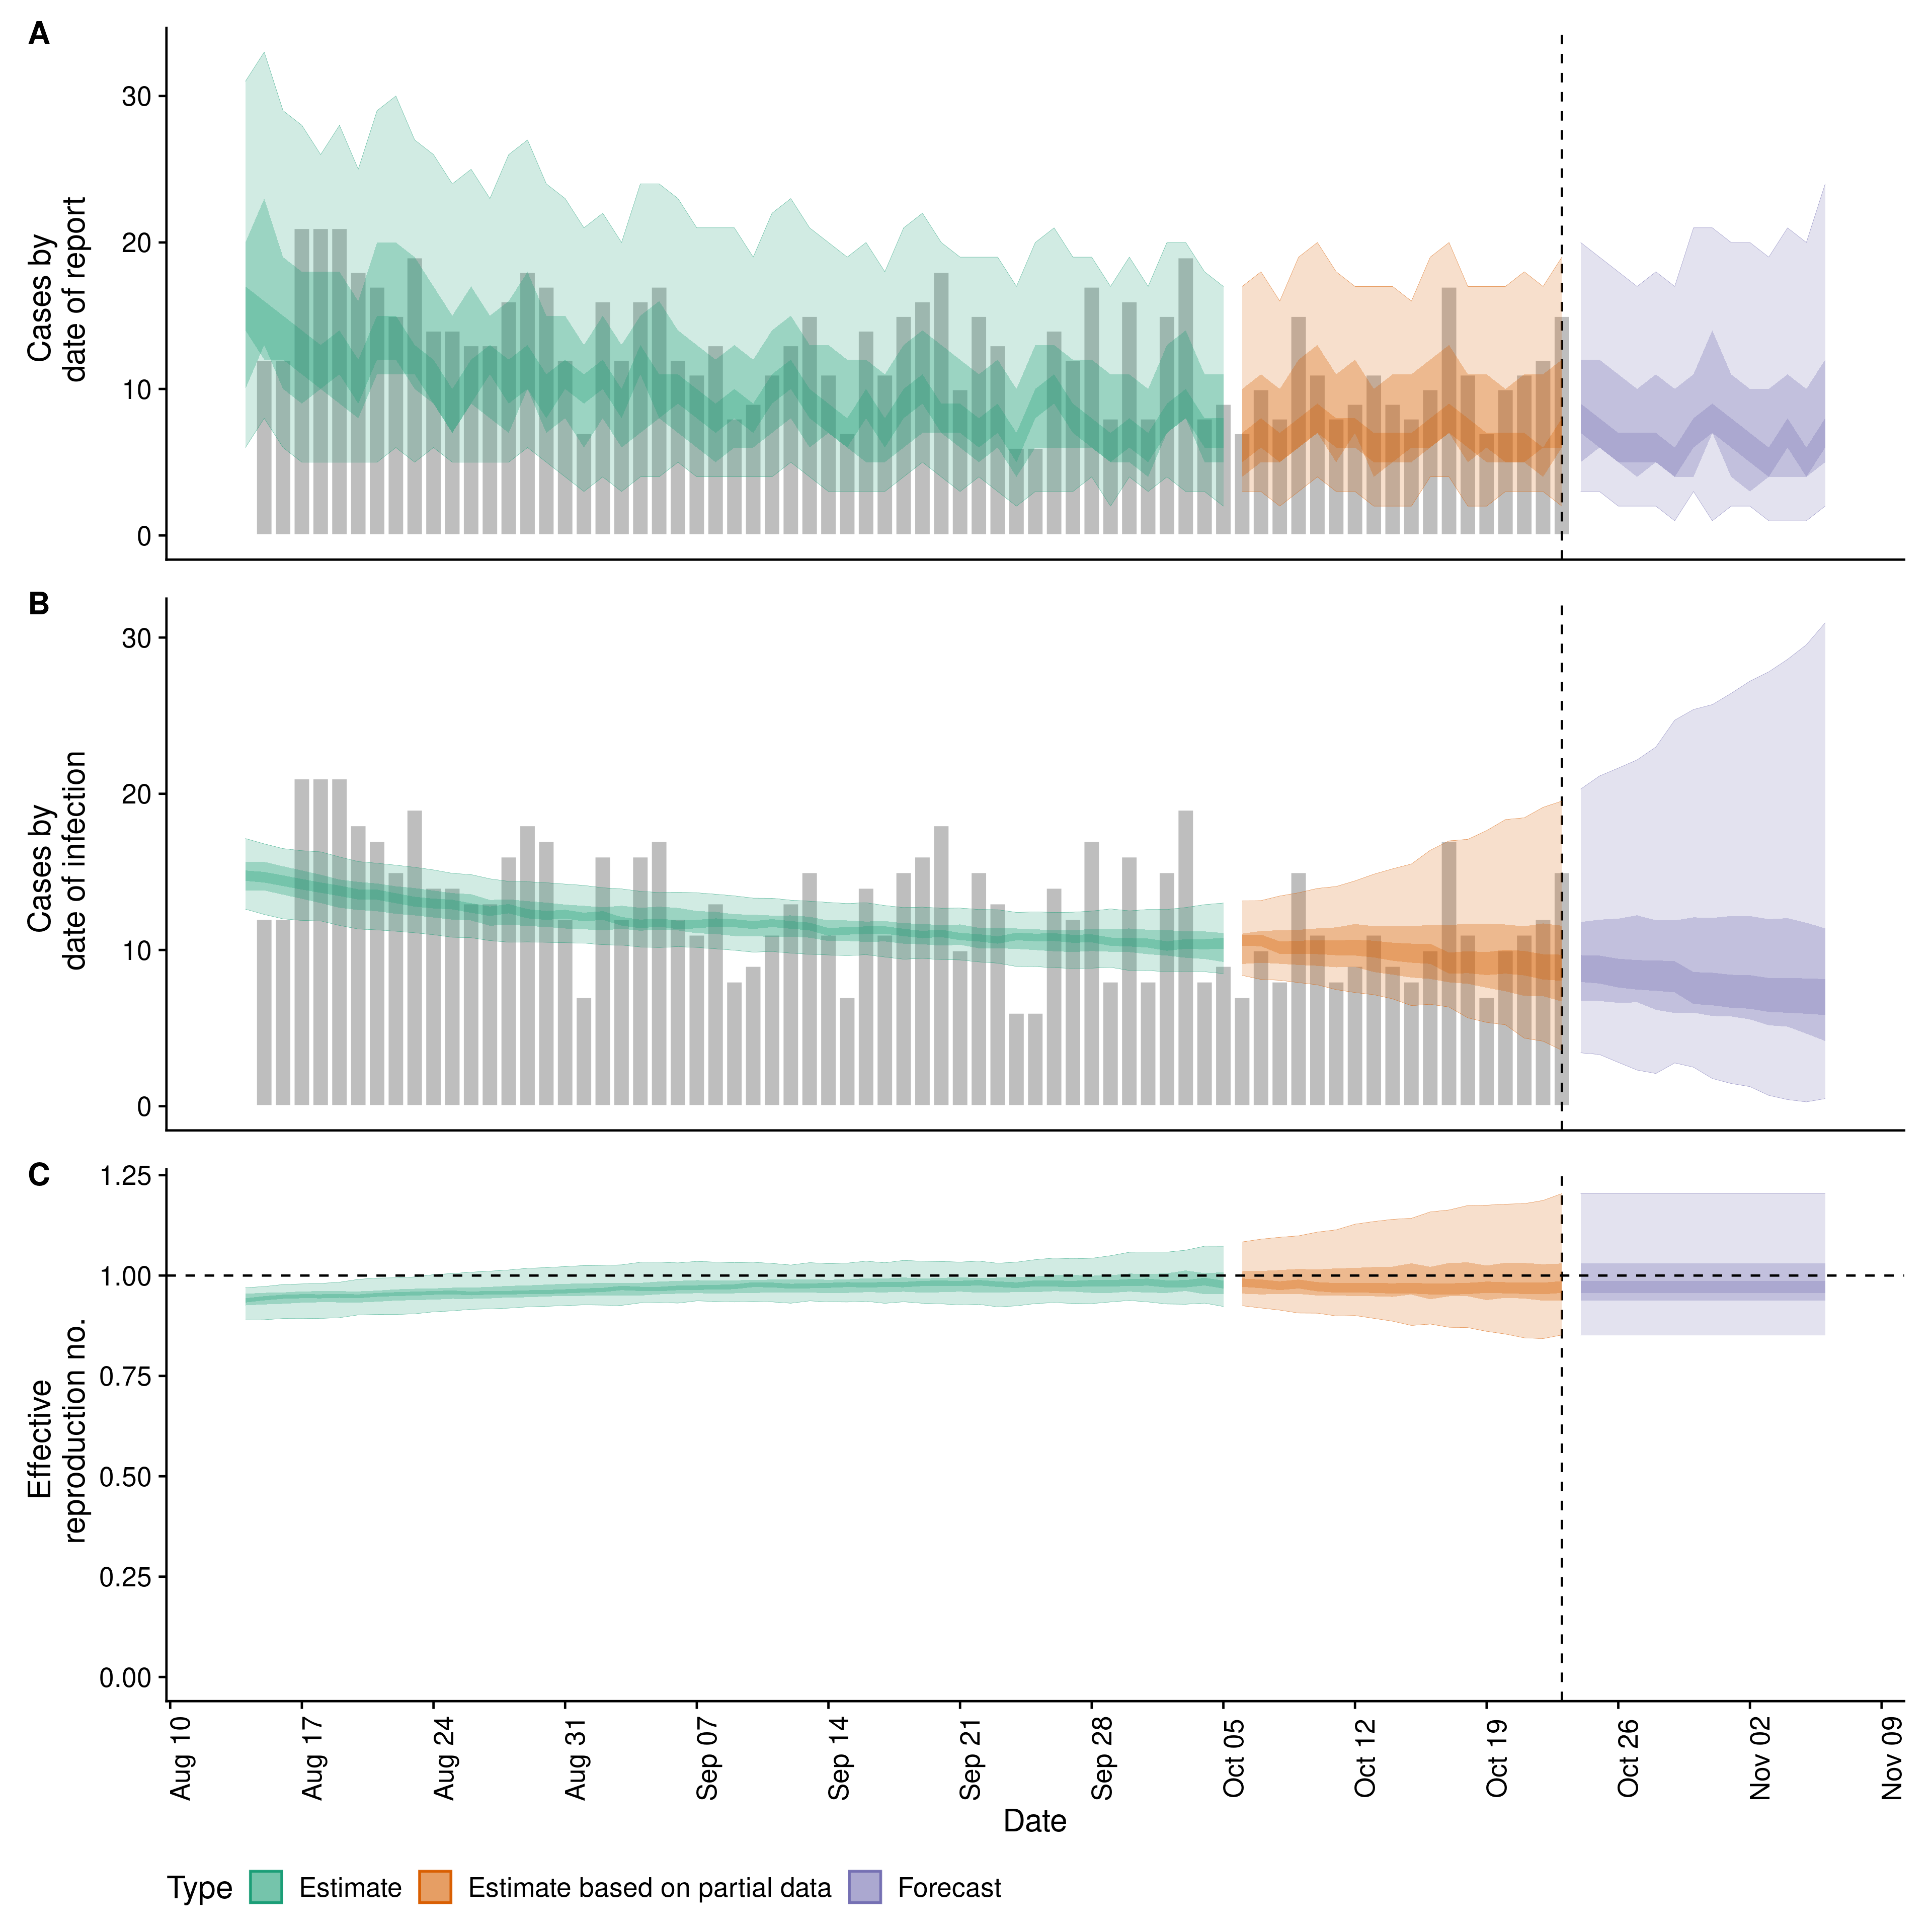 A
Cases by
date of report
30
20
10
0
B
Cases by
date of infection
30
20
10
0
C
Effective
reproduction no.
1.25
1.00
0.75
0.50
0.25
0.00
Aug 10
Aug 17
Aug 24
Aug 31
Sep 07
Sep 14
Sep 21
Sep 28
Oct 05
Oct 12
Oct 19
Oct 26
Nov 02
Nov 09
Date
Type
Estimate
Estimate based on partial data
Forecast